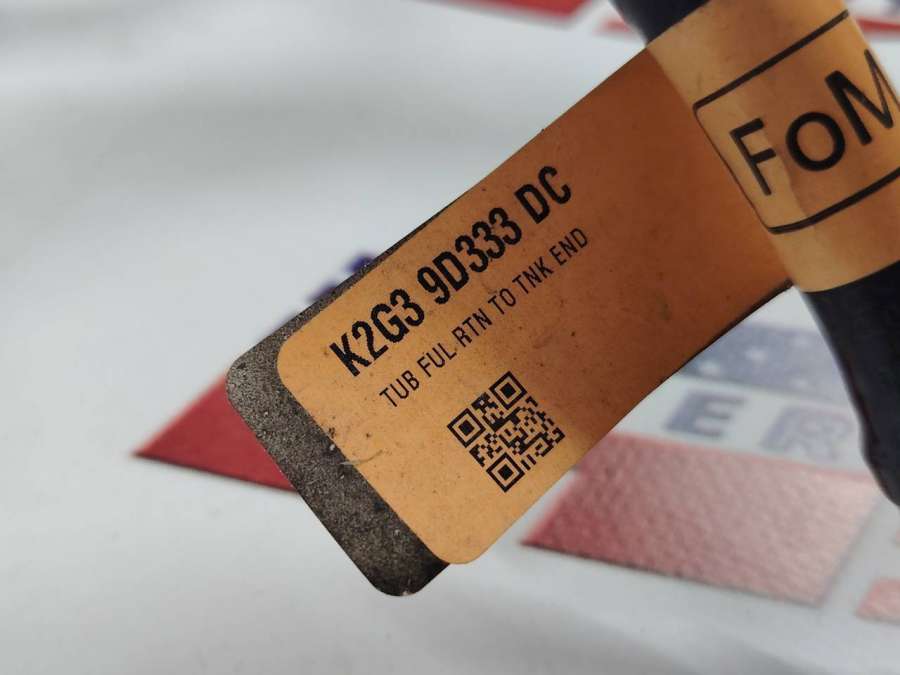 K2G3 9D333 DC
TUB FUL RTN TO TNK END
FoM